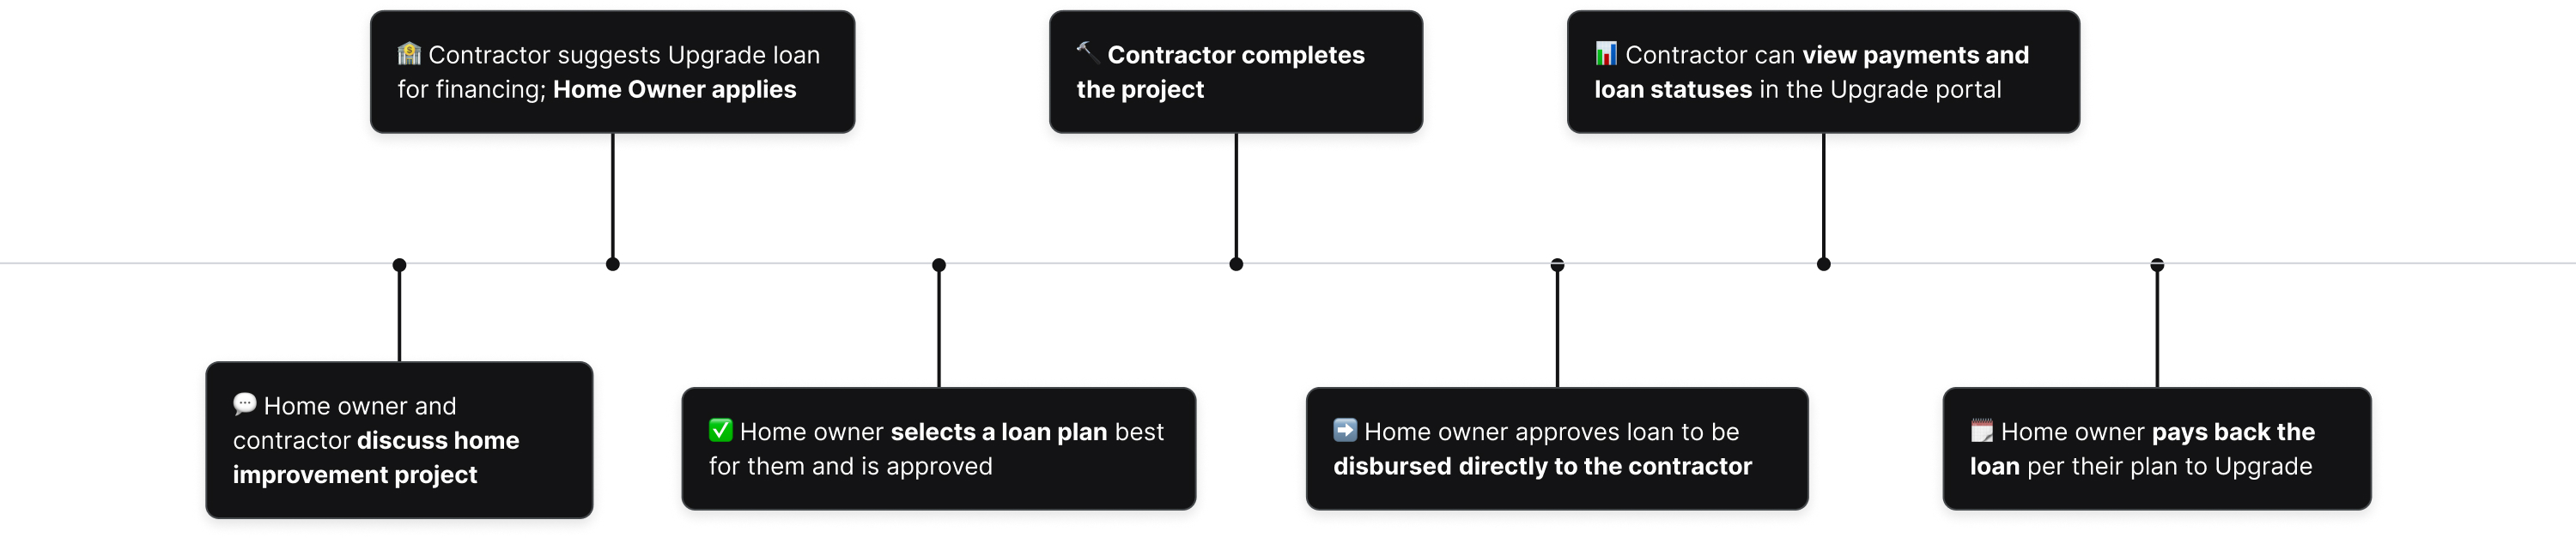 🏦 Contractor suggests Upgrade loan
for financing; Home Owner applies
🔨 Contractor completes
the project
📊 Contractor can view payments and
loan statuses in the Upgrade portal
💬 Home owner and
contractor discuss home
improvement project
✅ Home owner selects a loan plan best
for them and is approved
➡️ Home owner approves loan to be
disbursed directly to the contractor
🗓️ Home owner pays back the
loan per their plan to Upgrade